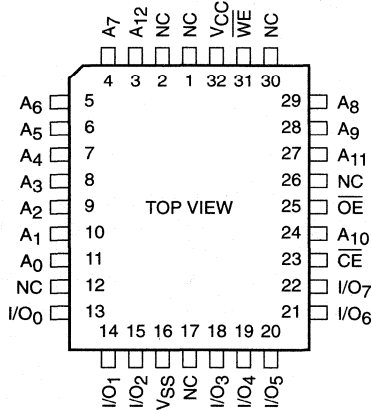 A7 A12 NC NC VCC W̅E̅ NC
4 3 2 1 32 31 30
A6 5 29 A8
A5 6 28 A9
A4 7 27 A11
A3 8 26 NC
A2 9 TOP VIEW 25 O̅E̅
A1 10 24 A10
A0 11 23 C̅E̅
NC 12 22 I/O7
I/O0 13 21 I/O6
14 15 16 17 18 19 20
I/O1 I/O2 VSS NC I/O3 I/O4 I/O5